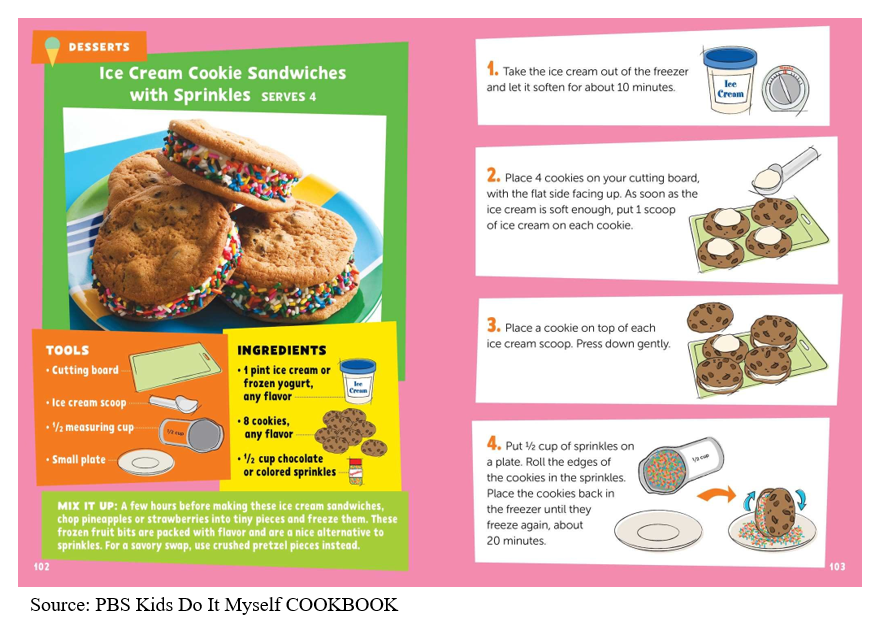 DESSERTS
Ice Cream Cookie Sandwiches
with Sprinkles SERVES 4
TOOLS
• Cutting board
• Ice cream scoop
• 1/2 measuring cup
1/2 cup
• Small plate
INGREDIENTS
• 1 pint ice cream or
frozen yogurt,
any flavor
Ice
Cream
• 8 cookies,
any flavor
• 1/2 cup chocolate
or colored sprinkles
MIX IT UP: A few hours before making these ice cream sandwiches,
chop pineapples or strawberries into tiny pieces and freeze them. These
frozen fruit bits are packed with flavor and are a nice alternative to
sprinkles. For a savory swap, use crushed pretzel pieces instead.
102
1. Take the ice cream out of the freezer
and let it soften for about 10 minutes.
Ice
Cream
2. Place 4 cookies on your cutting board,
with the flat side facing up. As soon as the
ice cream is soft enough, put 1 scoop
of ice cream on each cookie.
3. Place a cookie on top of each
ice cream scoop. Press down gently.
4. Put ½ cup of sprinkles on
a plate. Roll the edges of
the cookies in the sprinkles.
Place the cookies back in
the freezer until they
freeze again, about
20 minutes.
1/2 cup
103
Source: PBS Kids Do It Myself COOKBOOK